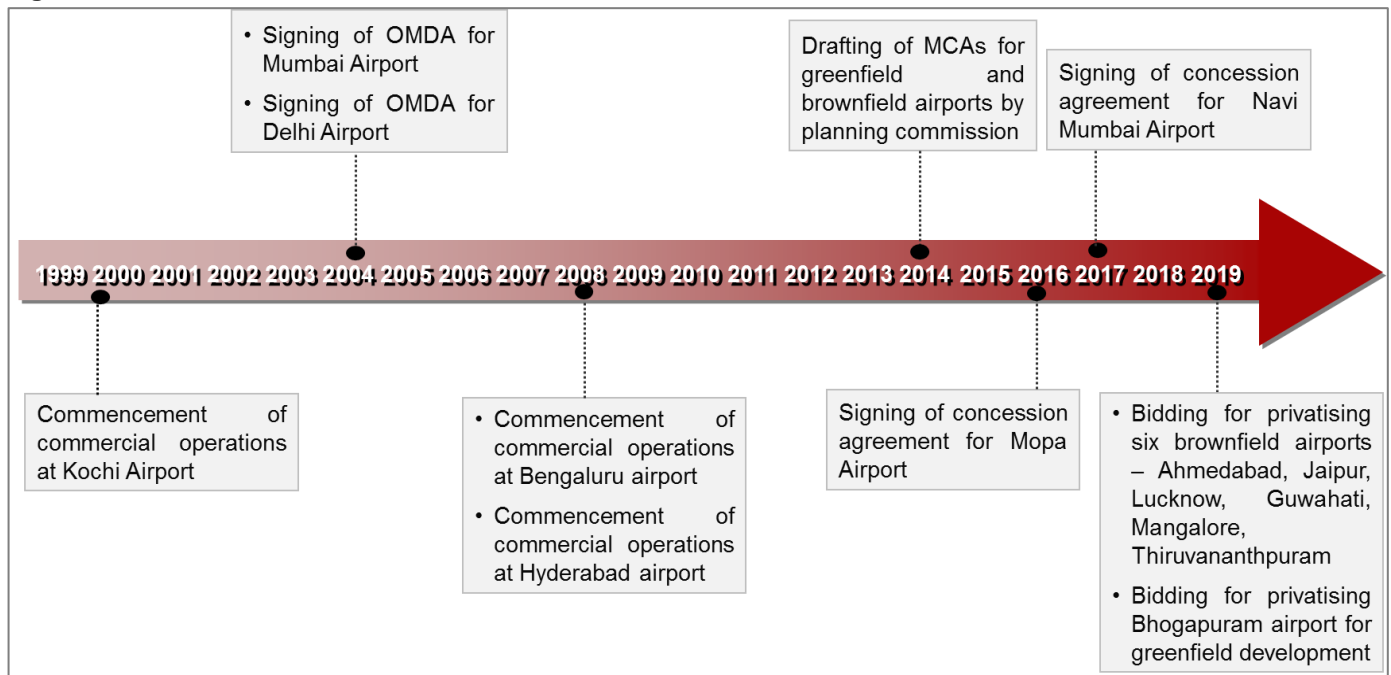 • Signing of OMDA for
Mumbai Airport
• Signing of OMDA for
Delhi Airport
Drafting of MCAs for
greenfield and
brownfield airports by
planning commission
Signing of concession
agreement for Navi
Mumbai Airport
1999 2000 2001 2002 2003 2004 2005 2006 2007 2008 2009 2010 2011 2012 2013 2014 2015 2016 2017 2018 2019
Commencement of
commercial operations
at Kochi Airport
• Commencement of
commercial operations
at Bengaluru airport
• Commencement of
commercial operations
at Hyderabad airport
Signing of concession
agreement for Mopa
Airport
• Bidding for privatising
six brownfield airports
– Ahmedabad, Jaipur,
Lucknow, Guwahati,
Mangalore,
Thiruvananthpuram
• Bidding for privatising
Bhogapuram airport for
greenfield development